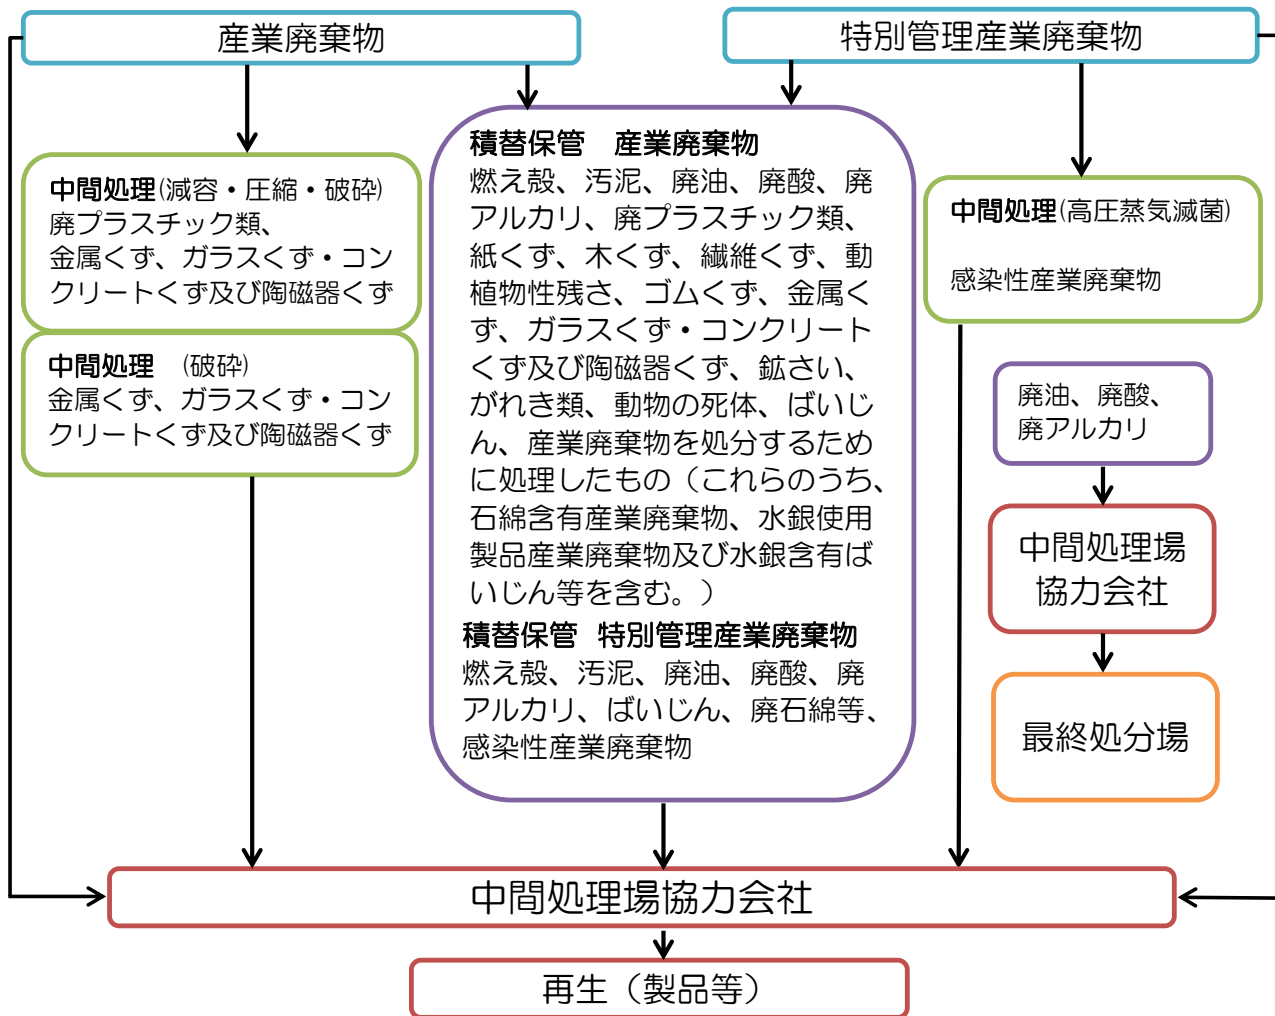 産業廃棄物
特別管理産業廃棄物
中間処理(減容・圧縮・破砕)
廃プラスチック類、
金属くず、ガラスくず・コン
クリートくず及び陶磁器くず
中間処理　(破砕)
金属くず、ガラスくず・コン
クリートくず及び陶磁器くず
積替保管　産業廃棄物
燃え殻、汚泥、廃油、廃酸、廃
アルカリ、廃プラスチック類、
紙くず、木くず、繊維くず、動
植物性残さ、ゴムくず、金属く
ず、ガラスくず・コンクリート
くず及び陶磁器くず、鉱さい、
がれき類、動物の死体、ばいじ
ん、産業廃棄物を処分するため
に処理したもの（これらのうち、
石綿含有産業廃棄物、水銀使用
製品産業廃棄物及び水銀含有ば
いじん等を含む。）
積替保管 特別管理産業廃棄物
燃え殻、汚泥、廃油、廃酸、廃
アルカリ、ばいじん、廃石綿等、
感染性産業廃棄物
中間処理(高圧蒸気滅菌)
感染性産業廃棄物
廃油、廃酸、
廃アルカリ
中間処理場
協力会社
最終処分場
中間処理場協力会社
再生（製品等）